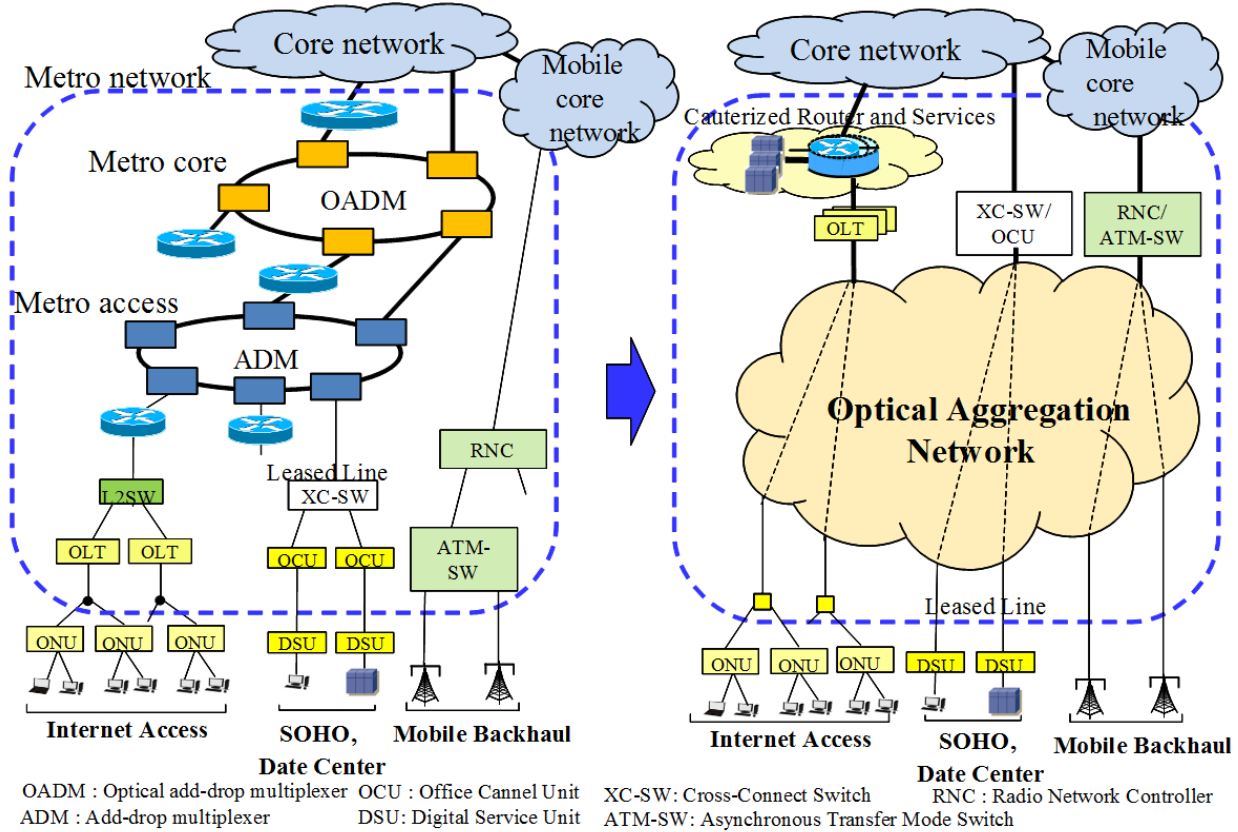 Core network
Metro network
Mobile
core
network
Metro core
OADM
Metro access
ADM
RNC
Leased Line
L2SW
XC-SW
OLT
OLT
OCU
OCU
ATM-
SW
ONU
ONU
ONU
DSU
DSU
Internet Access
SOHO,
Date Center
Mobile Backhaul
Core network
Mobile
core
network
Cauterized Router and Services
OLT
XC-SW/
OCU
RNC/
ATM-SW
Optical Aggregation
Network
Leased Line
ONU
ONU
ONU
DSU
DSU
Internet Access
SOHO,
Date Center
Mobile Backhaul
OADM : Optical add-drop multiplexer OCU : Office Cannel Unit XC-SW: Cross-Connect Switch RNC : Radio Network Controller
ADM : Add-drop multiplexer DSU: Digital Service Unit ATM-SW: Asynchronous Transfer Mode Switch